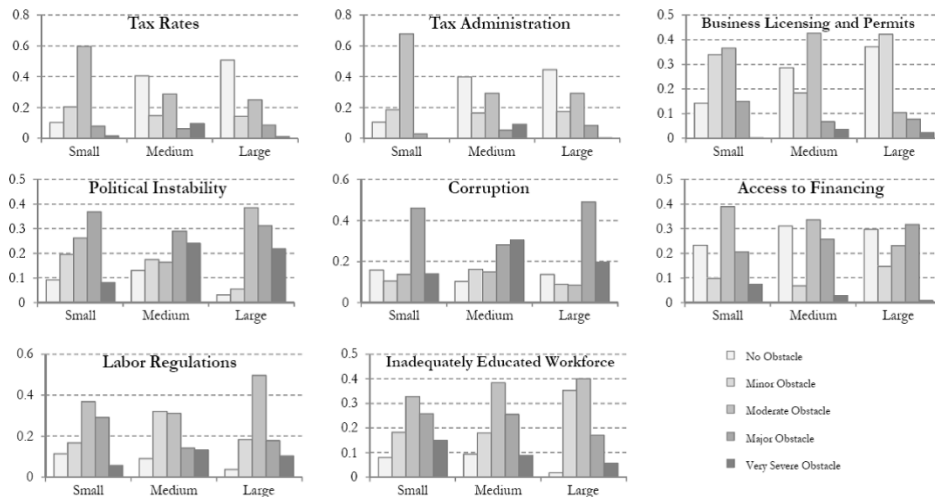 Tax Rates
0.8
0.6
0.4
0.2
0
Small Medium Large
Tax Administration
0.8
0.6
0.4
0.2
0
Small Medium Large
Business Licensing and Permits
0.5
0.4
0.3
0.2
0.1
0
Small Medium Large
Political Instability
0.5
0.4
0.3
0.2
0.1
0
Small Medium Large
Corruption
0.6
0.4
0.2
0
Small Medium Large
Access to Financing
0.5
0.4
0.3
0.2
0.1
0
Small Medium Large
Labor Regulations
0.6
0.4
0.2
0
Small Medium Large
Inadequately Educated Workforce
0.5
0.4
0.3
0.2
0.1
0
Small Medium Large
No Obstacle
Minor Obstacle
Moderate Obstacle
Major Obstacle
Very Severe Obstacle